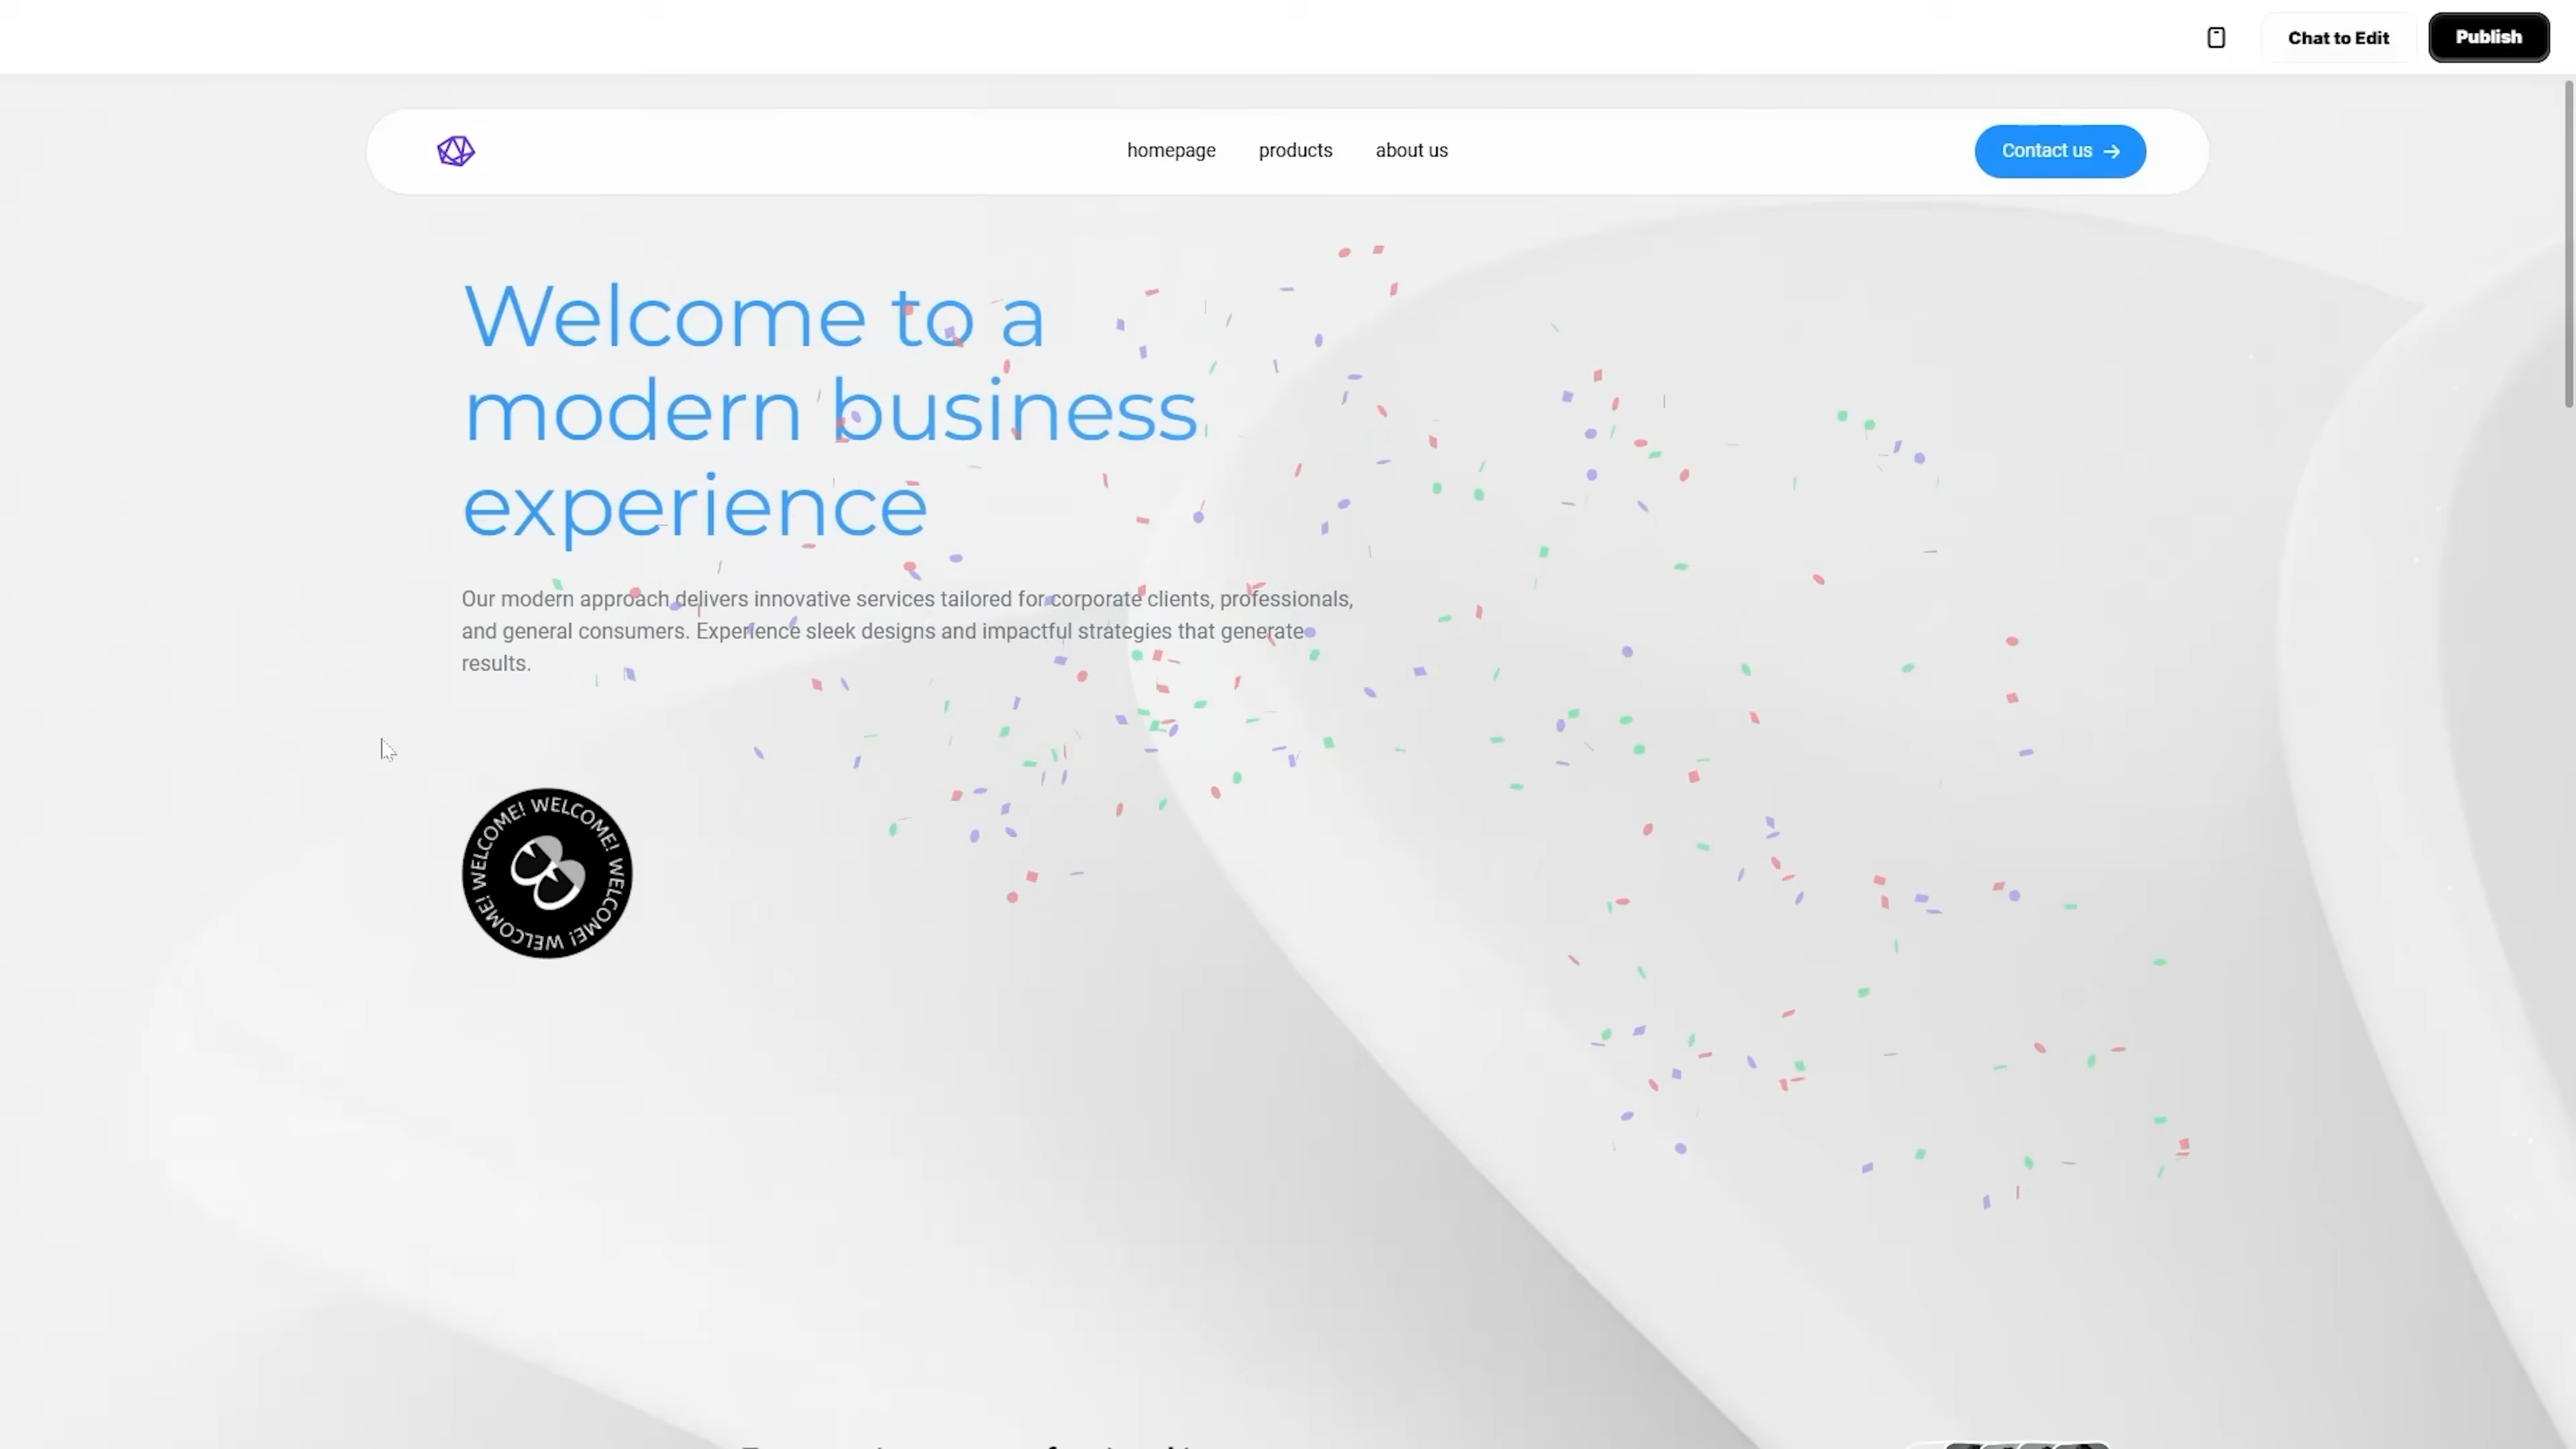 Chat to Edit
Publish
homepage
products
about us
Contact us
Welcome to a
modern business
experience
Our modern approach delivers innovative services tailored for corporate clients, professionals,
and general consumers. Experience sleek designs and impactful strategies that generate
results.
WELCOME! WELCOME! WELCOME! WELCOME! WELCOME!